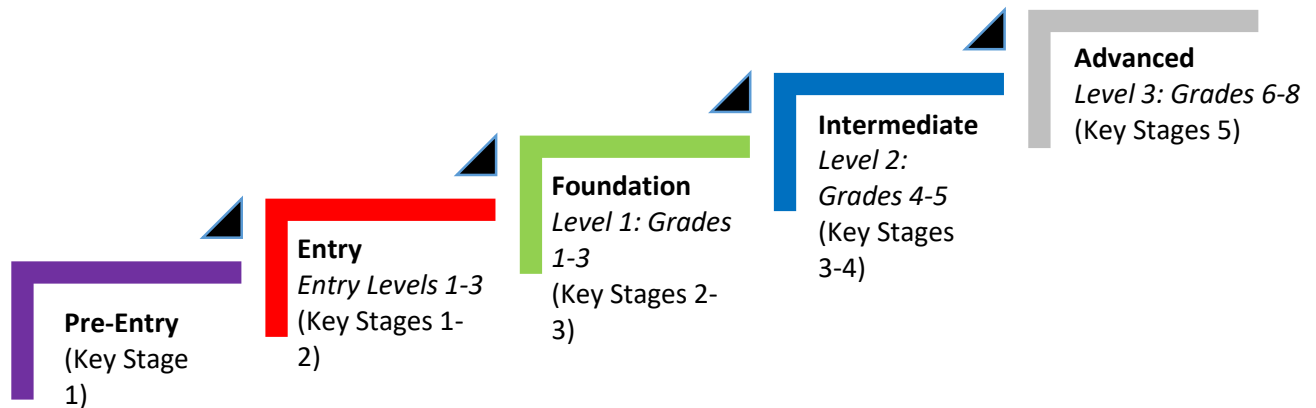 Pre-Entry
(Key Stage
1)
Entry
Entry Levels 1-3
(Key Stages 1-
2)
Foundation
Level 1: Grades
1-3
(Key Stages 2-
3)
Intermediate
Level 2:
Grades 4-5
(Key Stages
3-4)
Advanced
Level 3: Grades 6-8
(Key Stages 5)